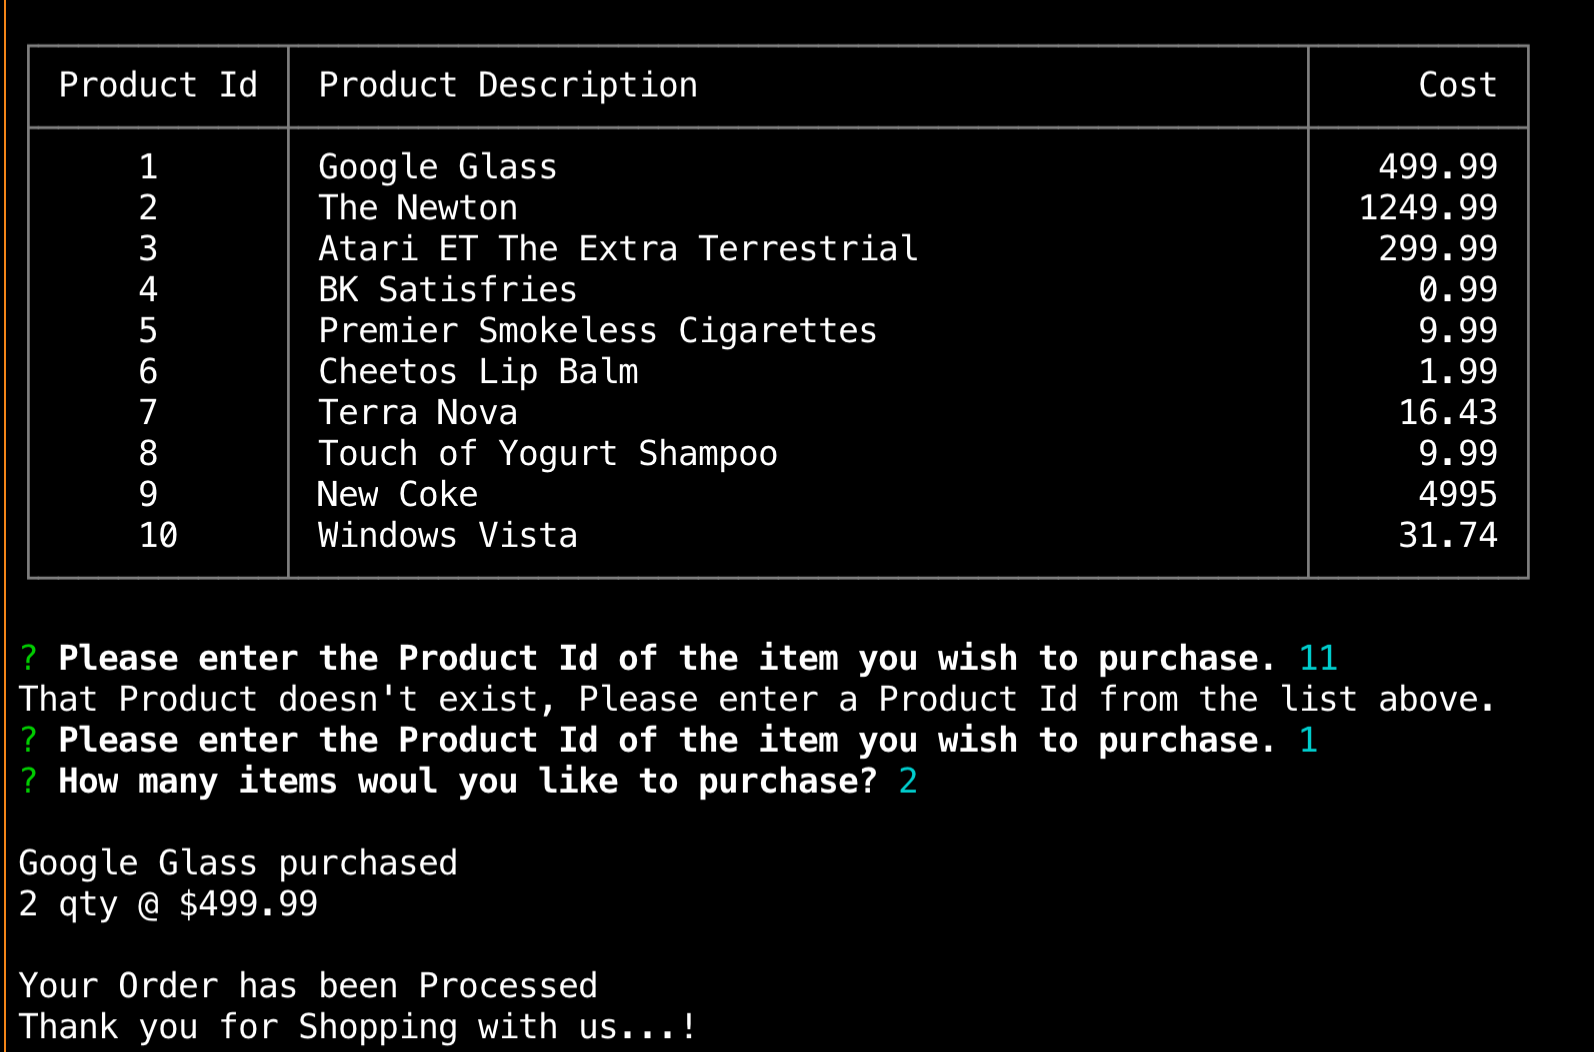 Product Id Product Description Cost
1 Google Glass 499.99
2 The Newton 1249.99
3 Atari ET The Extra Terrestrial 299.99
4 BK Satisfries 0.99
5 Premier Smokeless Cigarettes 9.99
6 Cheetos Lip Balm 1.99
7 Terra Nova 16.43
8 Touch of Yogurt Shampoo 9.99
9 New Coke 4995
10 Windows Vista 31.74
? Please enter the Product Id of the item you wish to purchase. 11
That Product doesn't exist, Please enter a Product Id from the list above.
? Please enter the Product Id of the item you wish to purchase. 1
? How many items woul you like to purchase? 2
Google Glass purchased
2 qty @ $499.99
Your Order has been Processed
Thank you for Shopping with us...!